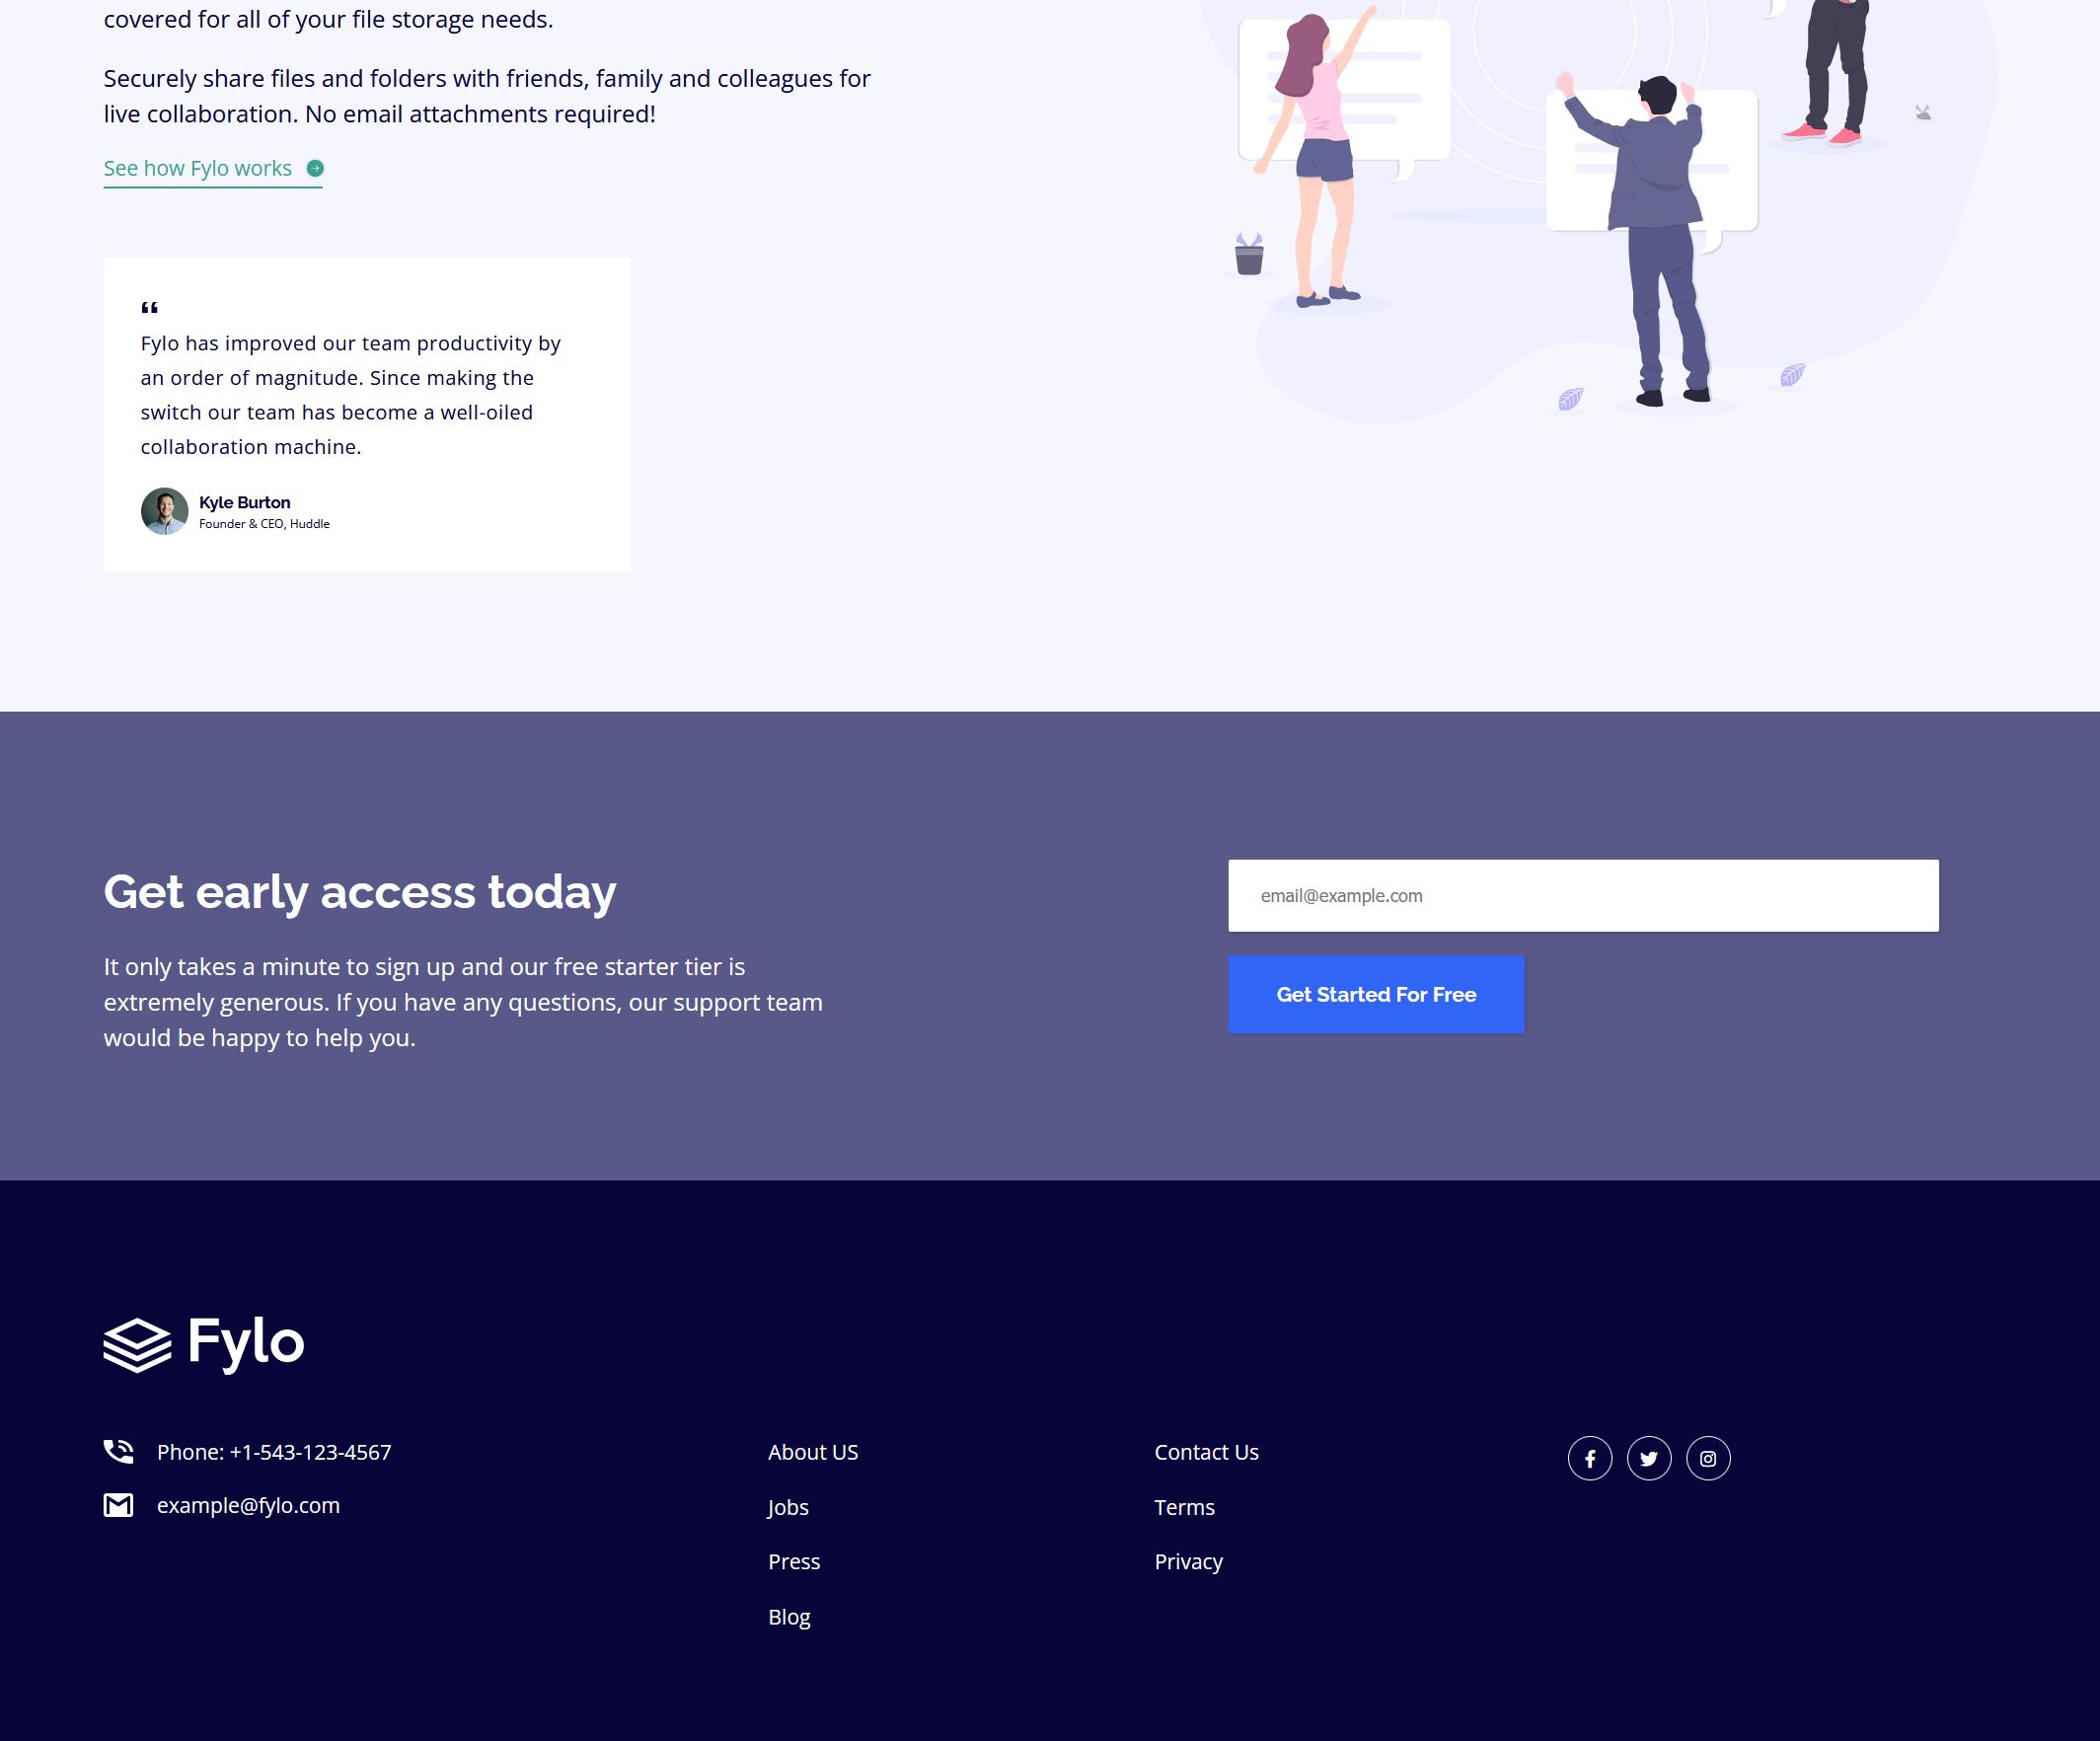 covered for all of your file storage needs.
Securely share files and folders with friends, family and colleagues for
live collaboration. No email attachments required!
See how Fylo works
“
Fylo has improved our team productivity by
an order of magnitude. Since making the
switch our team has become a well-oiled
collaboration machine.
Kyle Burton
Founder & CEO, Huddle
Get early access today
It only takes a minute to sign up and our free starter tier is
extremely generous. If you have any questions, our support team
would be happy to help you.
email@example.com
Get Started For Free
Fylo
Phone: +1-543-123-4567
example@fylo.com
About US
Jobs
Press
Blog
Contact Us
Terms
Privacy